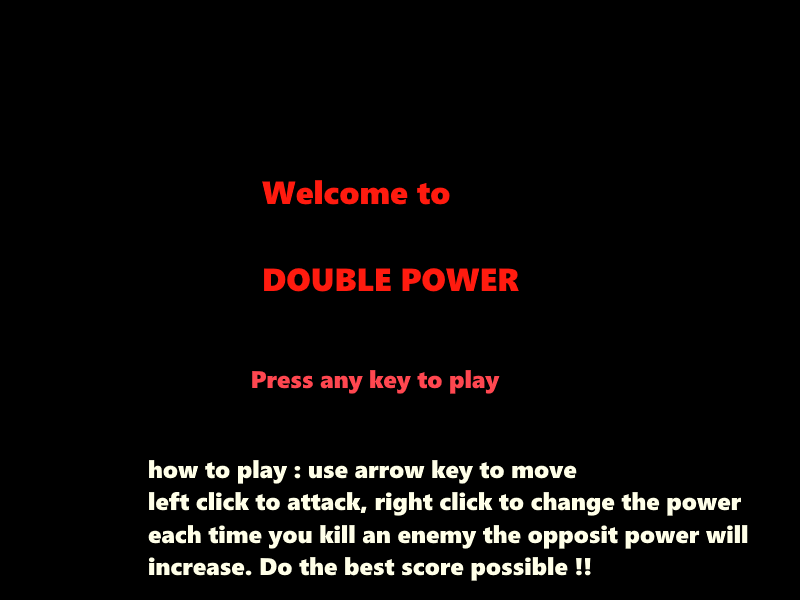 Welcome to
DOUBLE POWER
Press any key to play
how to play : use arrow key to move
left click to attack, right click to change the power
each time you kill an enemy the opposit power will
increase. Do the best score possible !!